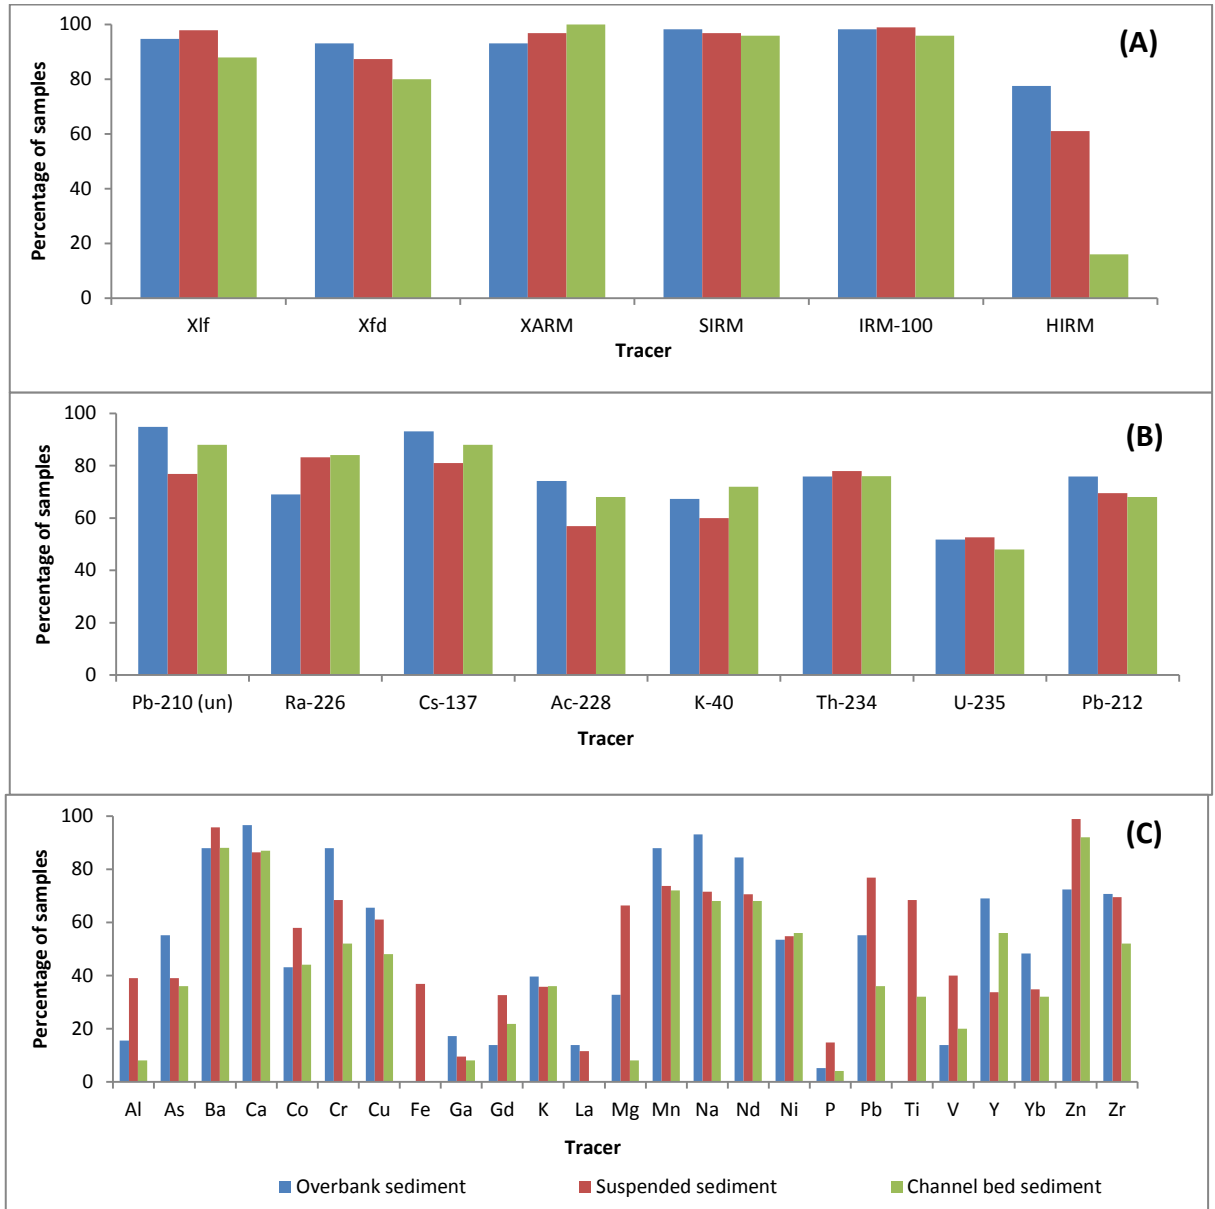 (A)
Percentage of samples
100
80
60
40
20
0
Xlf Xfd XARM SIRM IRM-100 HIRM
Tracer
(B)
Percentage of samples
100
80
60
40
20
0
Pb-210 (un) Ra-226 Cs-137 Ac-228 K-40 Th-234 U-235 Pb-212
Tracer
(C)
Percentage of samples
100
80
60
40
20
0
Al As Ba Ca Co Cr Cu Fe Ga Gd K La Mg Mn Na Nd Ni P Pb Ti V Y Yb Zn Zr
Tracer
Overbank sediment Suspended sediment Channel bed sediment